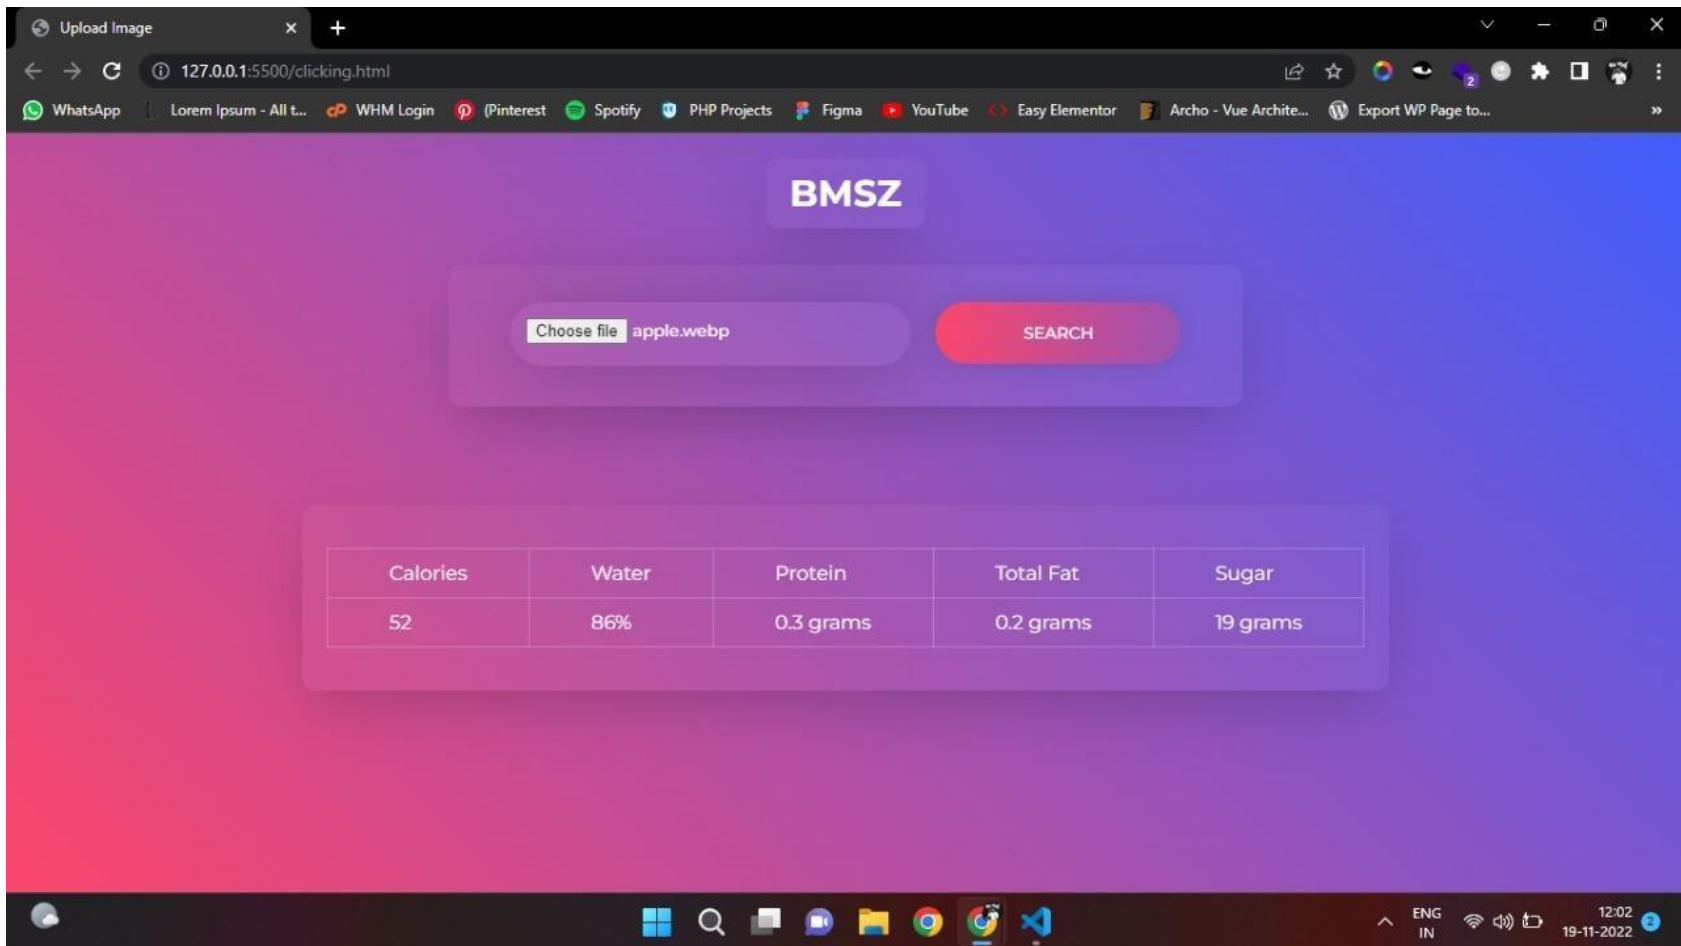 Upload Image
127.0.0.1:5500/clicking.html
WhatsApp Lorem Ipsum - All t... WHM Login (Pinterest Spotify PHP Projects Figma YouTube Easy Elementor Archo - Vue Archite... Export WP Page to... »
2
BMSZ
Choose file apple.webp SEARCH
Calories Water Protein Total Fat Sugar
52 86% 0.3 grams 0.2 grams 19 grams
ENG 12:02
IN 19-11-2022 2